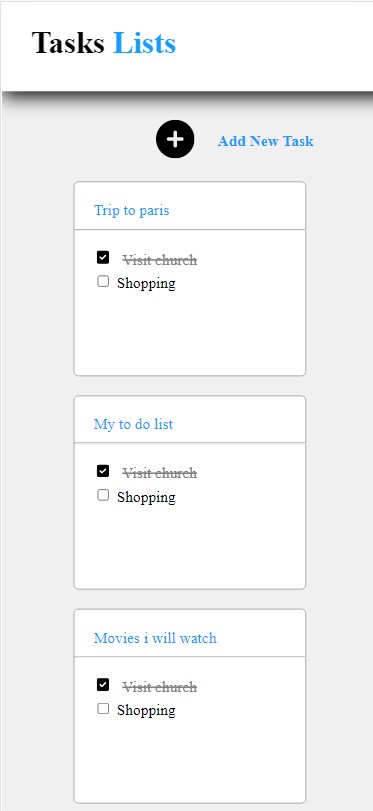 Tasks Lists
Add New Task
Trip to paris
Visit church
Shopping
My to do list
Visit church
Shopping
Movies i will watch
Visit church
Shopping